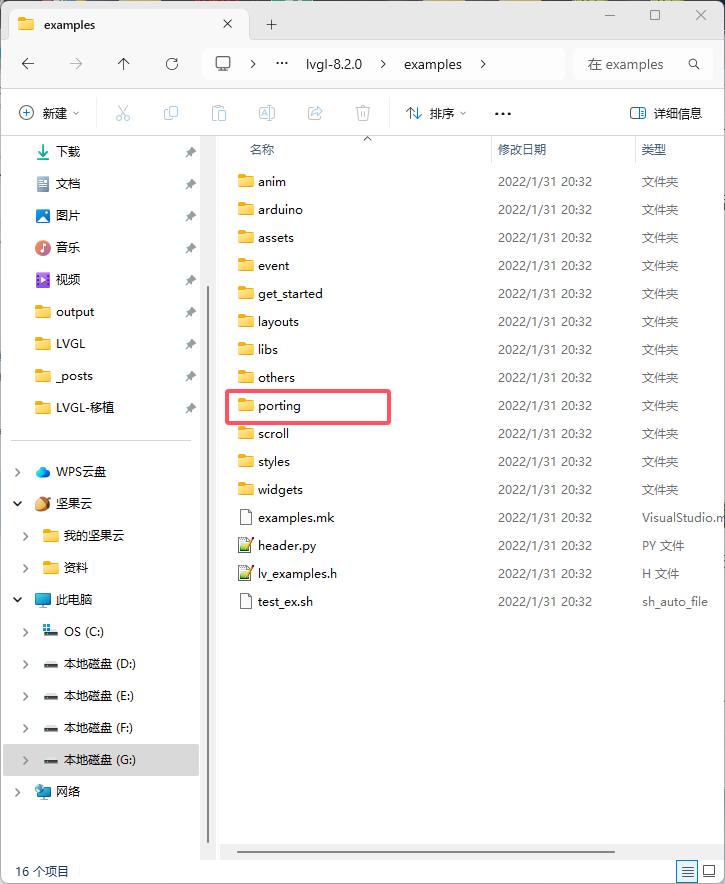 examples
lvgl-8.2.0 examples 在 examples
新建 排序 详细信息
名称 修改日期 类型
下载
文档
图片
音乐
视频
output
LVGL
_posts
LVGL-移植
WPS云盘
坚果云
我的坚果云
资料
此电脑
OS (C:)
本地磁盘 (D:)
本地磁盘 (E:)
本地磁盘 (F:)
本地磁盘 (G:)
网络
anim 2022/1/31 20:32 文件夹
arduino 2022/1/31 20:32 文件夹
assets 2022/1/31 20:32 文件夹
event 2022/1/31 20:32 文件夹
get_started 2022/1/31 20:32 文件夹
layouts 2022/1/31 20:32 文件夹
libs 2022/1/31 20:32 文件夹
others 2022/1/31 20:32 文件夹
porting 2022/1/31 20:32 文件夹
scroll 2022/1/31 20:32 文件夹
styles 2022/1/31 20:32 文件夹
widgets 2022/1/31 20:32 文件夹
examples.mk 2022/1/31 20:32 VisualStudio.m
header.py 2022/1/31 20:32 PY 文件
lv_examples.h 2022/1/31 20:32 H 文件
test_ex.sh 2022/1/31 20:32 sh_auto_file
16 个项目